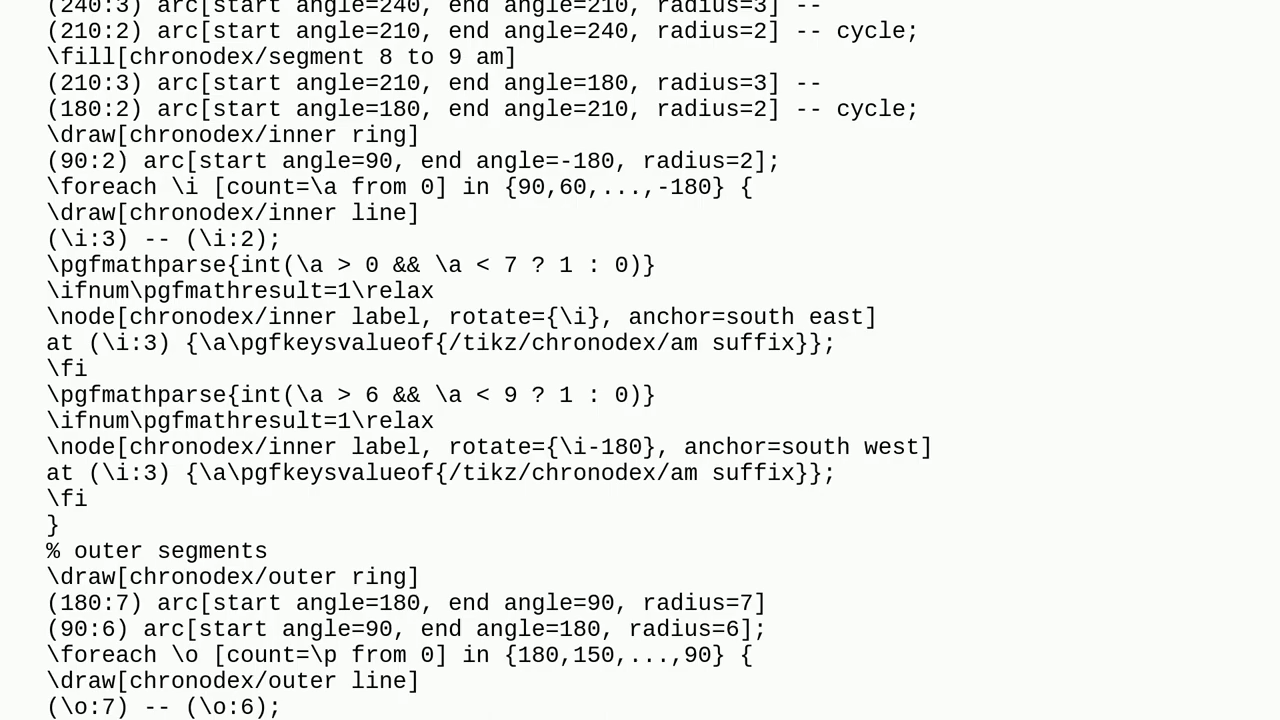 (240:3) arc[start angle=240, end angle=210, radius=3] --
(210:2) arc[start angle=210, end angle=240, radius=2] -- cycle;
\fill[chronodex/segment 8 to 9 am]
(210:3) arc[start angle=210, end angle=180, radius=3] --
(180:2) arc[start angle=180, end angle=210, radius=2] -- cycle;
\draw[chronodex/inner ring]
(90:2) arc[start angle=90, end angle=-180, radius=2];
\foreach \i [count=\a from 0] in {90,60,...,-180} {
\draw[chronodex/inner line]
(\i:3) -- (\i:2);
\pgfmathparse{int(\a > 0 && \a < 7 ? 1 : 0)}
\ifnum\pgfmathresult=1\relax
\node[chronodex/inner label, rotate={\i}, anchor=south east]
at (\i:3) {\a\pgfkeysvalueof{/tikz/chronodex/am suffix}};
\fi
\pgfmathparse{int(\a > 6 && \a < 9 ? 1 : 0)}
\ifnum\pgfmathresult=1\relax
\node[chronodex/inner label, rotate={\i-180}, anchor=south west]
at (\i:3) {\a\pgfkeysvalueof{/tikz/chronodex/am suffix}};
\fi
}
% outer segments
\draw[chronodex/outer ring]
(180:7) arc[start angle=180, end angle=90, radius=7]
(90:6) arc[start angle=90, end angle=180, radius=6];
\foreach \o [count=\p from 0] in {180,150,...,90} {
\draw[chronodex/outer line]
(\o:7) -- (\o:6);